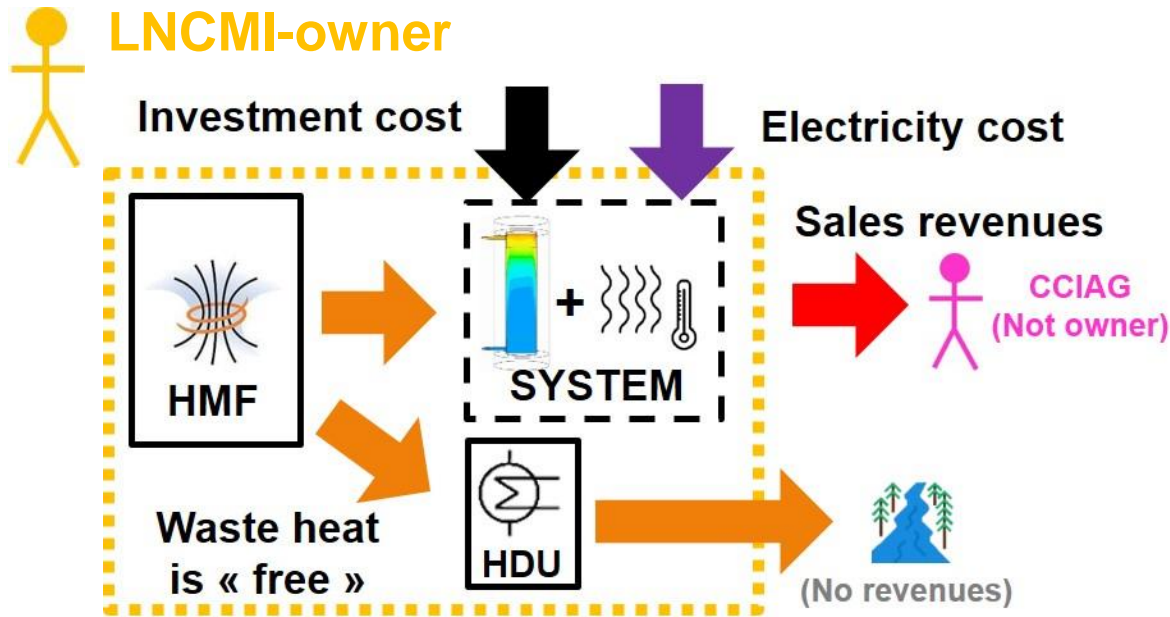 LNCMI-owner
Investment cost
Electricity cost
Sales revenues
CCIAG
(Not owner)
+
HMF
SYSTEM
Waste heat
is « free »
HDU
(No revenues)